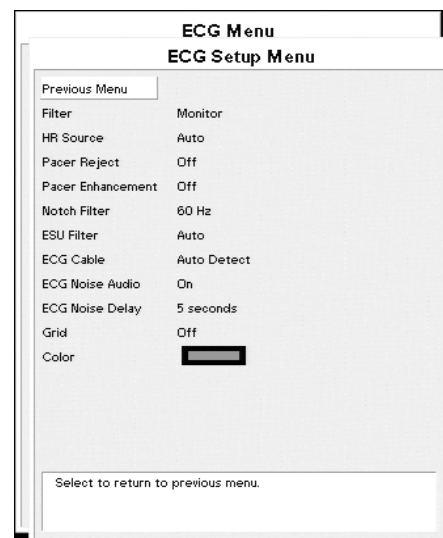 ECG Menu
ECG Setup Menu
Previous Menu
Filter Monitor
HR Source Auto
Pacer Reject Off
Pacer Enhancement Off
Notch Filter 60 Hz
ESU Filter Auto
ECG Cable Auto Detect
ECG Noise Audio On
ECG Noise Delay 5 seconds
Grid Off
Color
Select to return to previous menu.